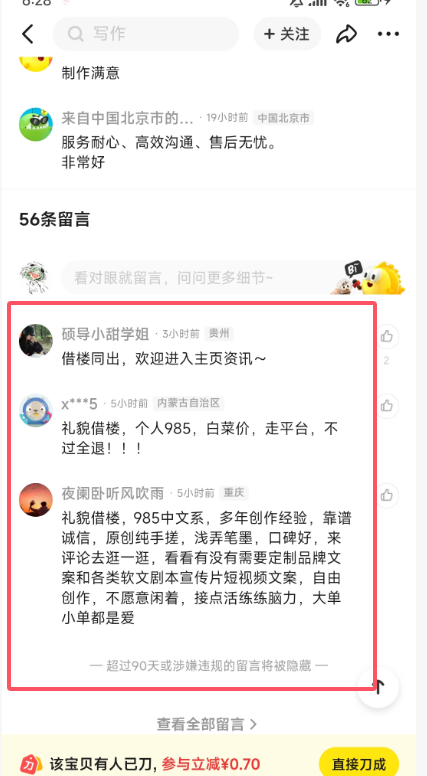 6:28
写作
+ 关注
制作满意
来自中国北京市的... · 19小时前 中国北京市
服务耐心、高效沟通、售后无忧。
非常好
56条留言
看对眼就留言，问问更多细节~
硕导小甜学姐 · 3小时前 贵州
借楼同出，欢迎进入主页资讯～
2
x***5 · 5小时前 内蒙古自治区
礼貌借楼，个人985，白菜价，走平台，不
过全退！！！
夜阑卧听风吹雨 · 5小时前 重庆
礼貌借楼，985中文系，多年创作经验，靠谱
诚信，原创纯手搓，浅弄笔墨，口碑好，来
评论去逛一逛，看看有没有需要定制品牌文
案和各类软文剧本宣传片短视频文案，自由
创作，不愿意闲着，接点活练练脑力，大单
小单都是爱
— 超过90天或涉嫌违规的留言将被隐藏 —
查看全部留言 >
刀 该宝贝有人已刀, 参与立减¥0.70
直接刀成